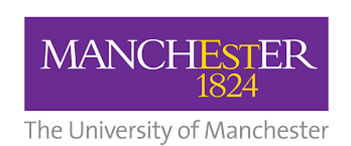 MANCHEstER
1824
The University of Manchester